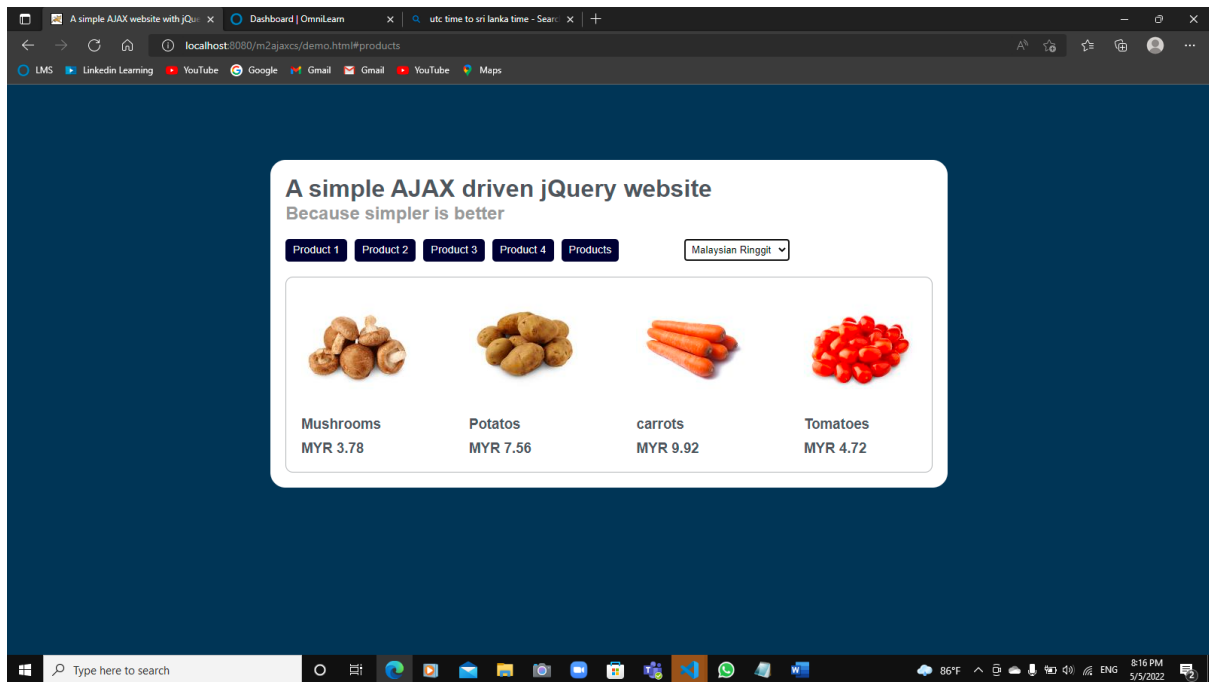 A simple AJAX website with jQue
Dashboard | OmniLearn
utc time to sri lanka time - Searc
localhost:8080/m2ajaxcs/demo.html#products
LMS Linkedin Learning YouTube Google Gmail Gmail YouTube Maps
A simple AJAX driven jQuery website
Because simpler is better
Product 1 Product 2 Product 3 Product 4 Products Malaysian Ringgit
Mushrooms Potatos carrots Tomatoes
MYR 3.78 MYR 7.56 MYR 9.92 MYR 4.72
Type here to search
86°F ENG
8:16 PM
5/5/2022
2